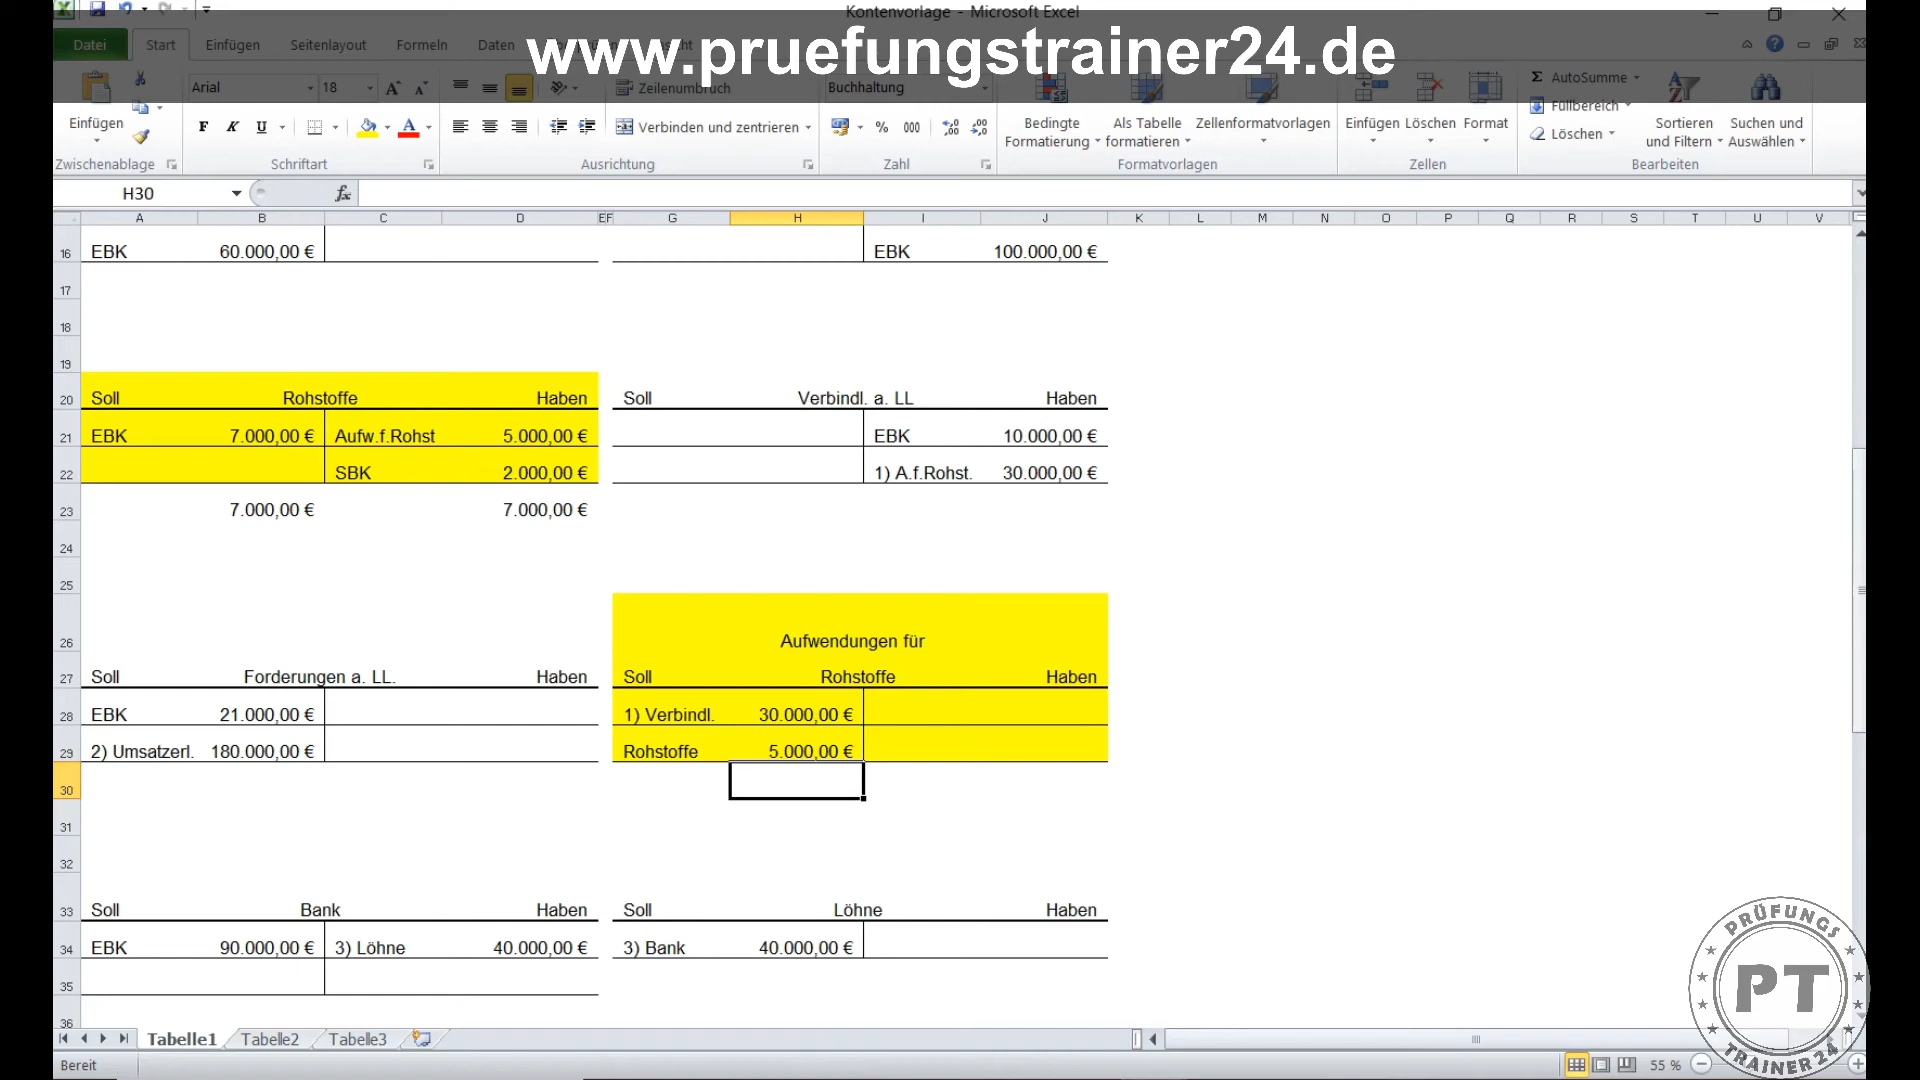 Kontenvorlage - Microsoft Excel
www.pruefungstrainer24.de
Datei Start Einfügen Seitenlayout Formeln Daten
Arial 18 Zeilenumbruch Buchhaltung AutoSumme
Füllbereich
Einfügen F K U Verbinden und zentrieren % 000 Bedingte Formatierung Als Tabelle formatieren Zellenformatvorlagen Einfügen Löschen Format Löschen Sortieren und Filtern Suchen und Auswählen
Zwischenablage Schriftart Ausrichtung Zahl Formatvorlagen Zellen Bearbeiten
H30 fx
A B C D E F G H I J K L M N O P Q R S T U V
16 EBK 60.000,00 € EBK 100.000,00 €
17
18
19
20 Soll Rohstoffe Haben Soll Verbindl. a. LL Haben
21 EBK 7.000,00 € Aufw.f.Rohst 5.000,00 € EBK 10.000,00 €
22 SBK 2.000,00 € 1) A.f.Rohst. 30.000,00 €
23 7.000,00 € 7.000,00 €
24
25
26 Aufwendungen für
27 Soll Forderungen a. LL. Haben Soll Rohstoffe Haben
28 EBK 21.000,00 € 1) Verbindl. 30.000,00 €
29 2) Umsatzerl. 180.000,00 € Rohstoffe 5.000,00 €
30
31
32
33 Soll Bank Haben Soll Löhne Haben
34 EBK 90.000,00 € 3) Löhne 40.000,00 € 3) Bank 40.000,00 €
35
36
Tabelle1 Tabelle2 Tabelle3
Bereit 55 %
PRÜFUNGS
PT
TRAINER 24